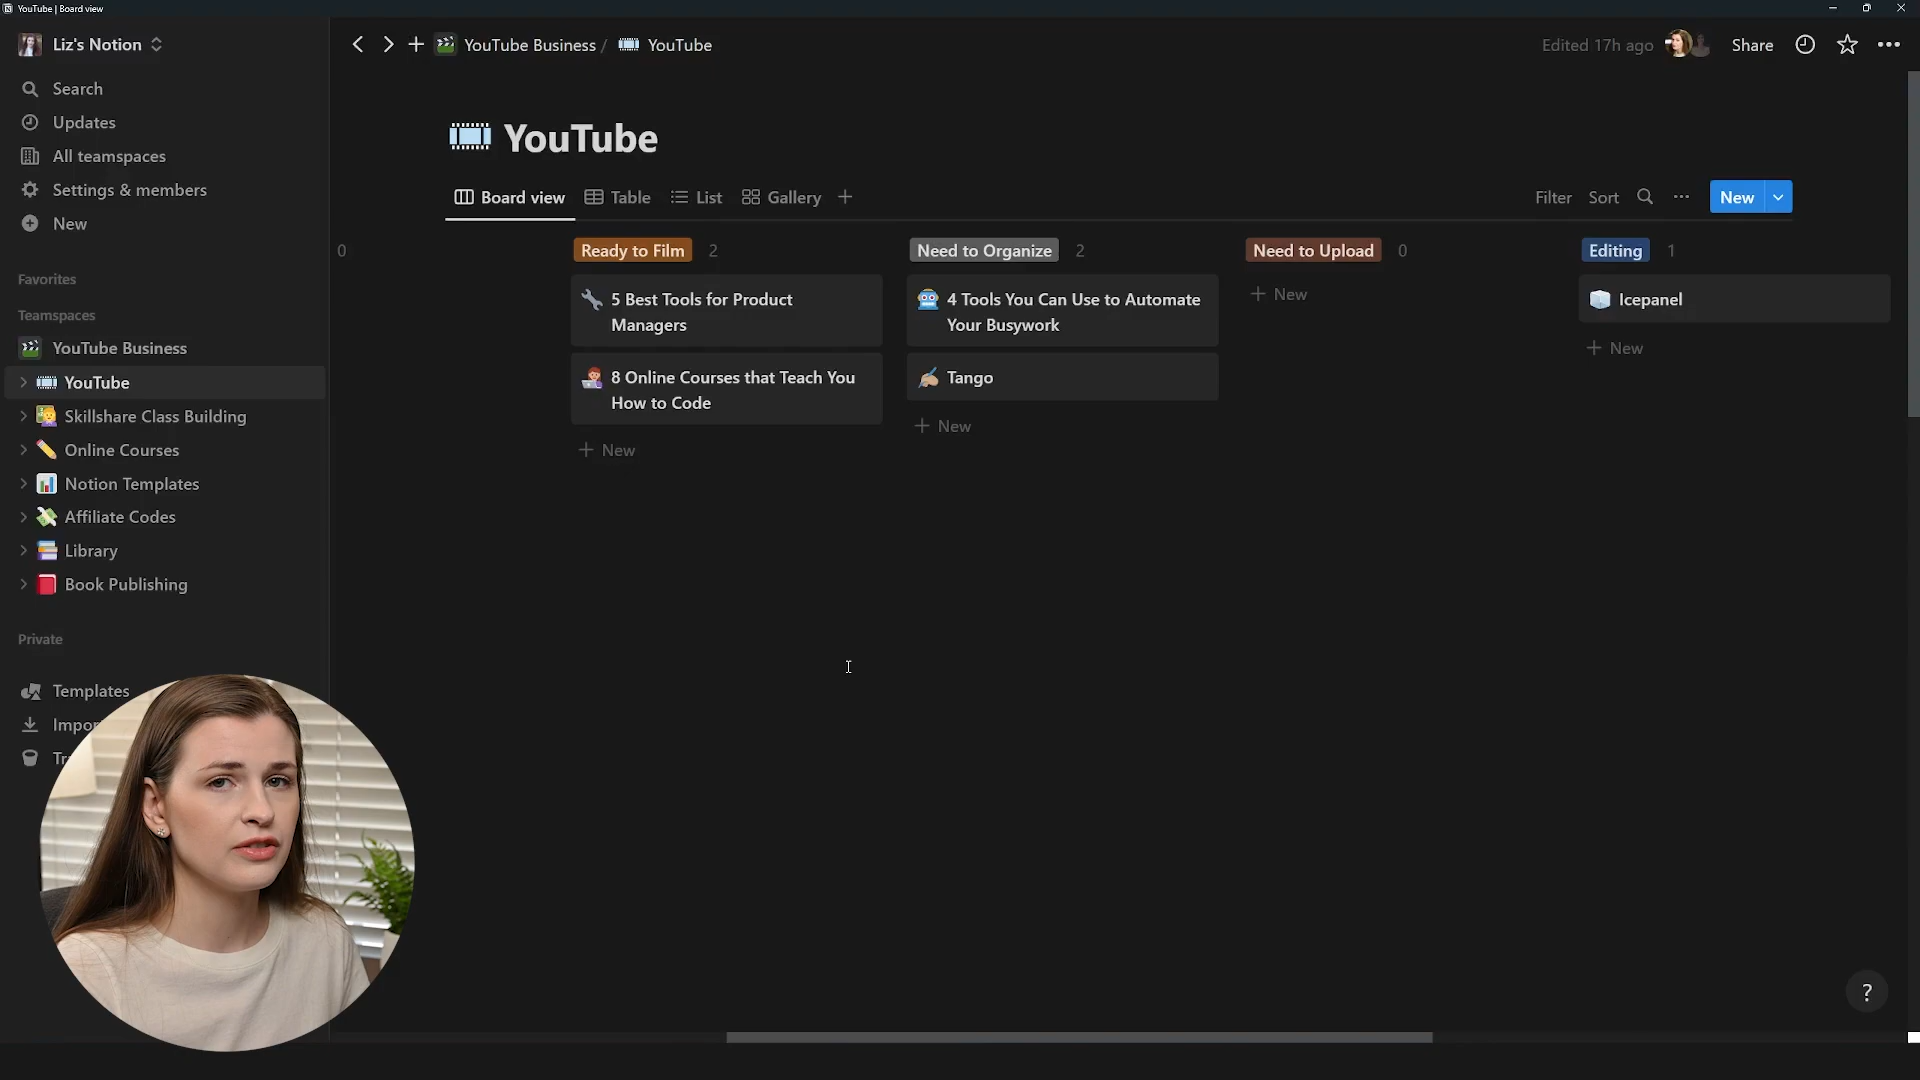 YouTube | Board view
Liz's Notion
YouTube Business / YouTube
Edited 17h ago
Share
Search
Updates
All teamspaces
Settings & members
New
Favorites
Teamspaces
YouTube Business
YouTube
Skillshare Class Building
Online Courses
Notion Templates
Affiliate Codes
Library
Book Publishing
Private
Templates
YouTube
Board view
Table
List
Gallery
Filter
Sort
New
0
Ready to Film 2
5 Best Tools for Product
Managers
8 Online Courses that Teach You
How to Code
New
Need to Organize 2
4 Tools You Can Use to Automate
Your Busywork
Tango
New
Need to Upload 0
New
Editing 1
Icepanel
New
?